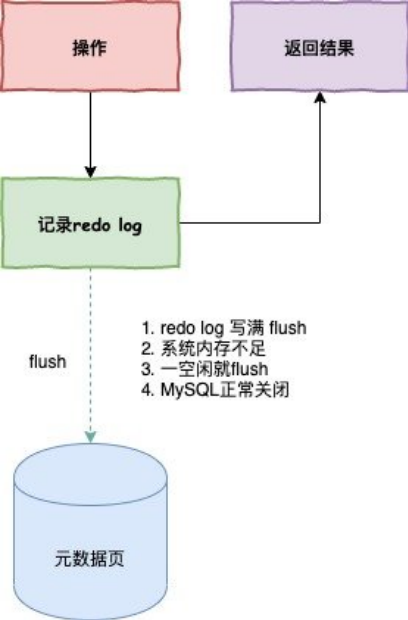 操作
返回结果
记录redo log
flush
1. redo log 写满 flush
2. 系统内存不足
3. 一空闲就flush
4. MySQL正常关闭
元数据页